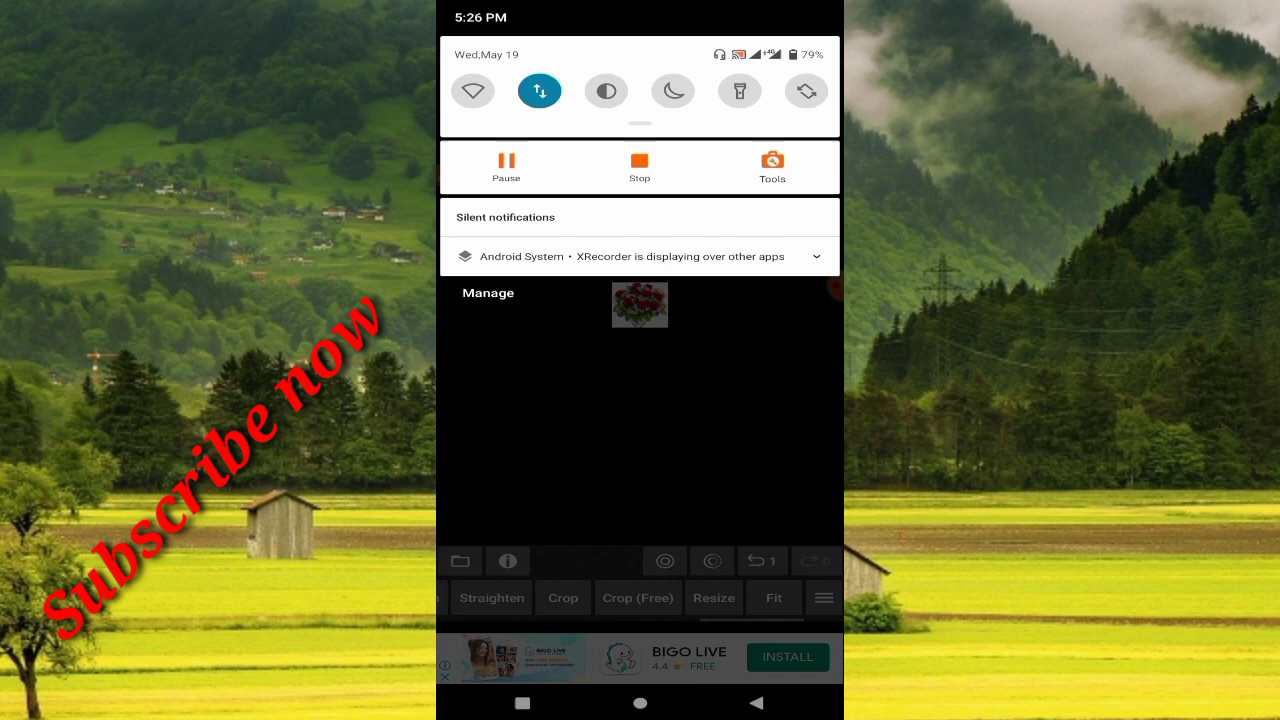 5:26 PM
Wed,May 19
4G
79%
Pause
Stop
Tools
Silent notifications
Android System • XRecorder is displaying over other apps
Manage
Subscribe now
1
0
Straighten
Crop
Crop (Free)
Resize
Fit
BIGO LIVE
4.4 ★ FREE
INSTALL